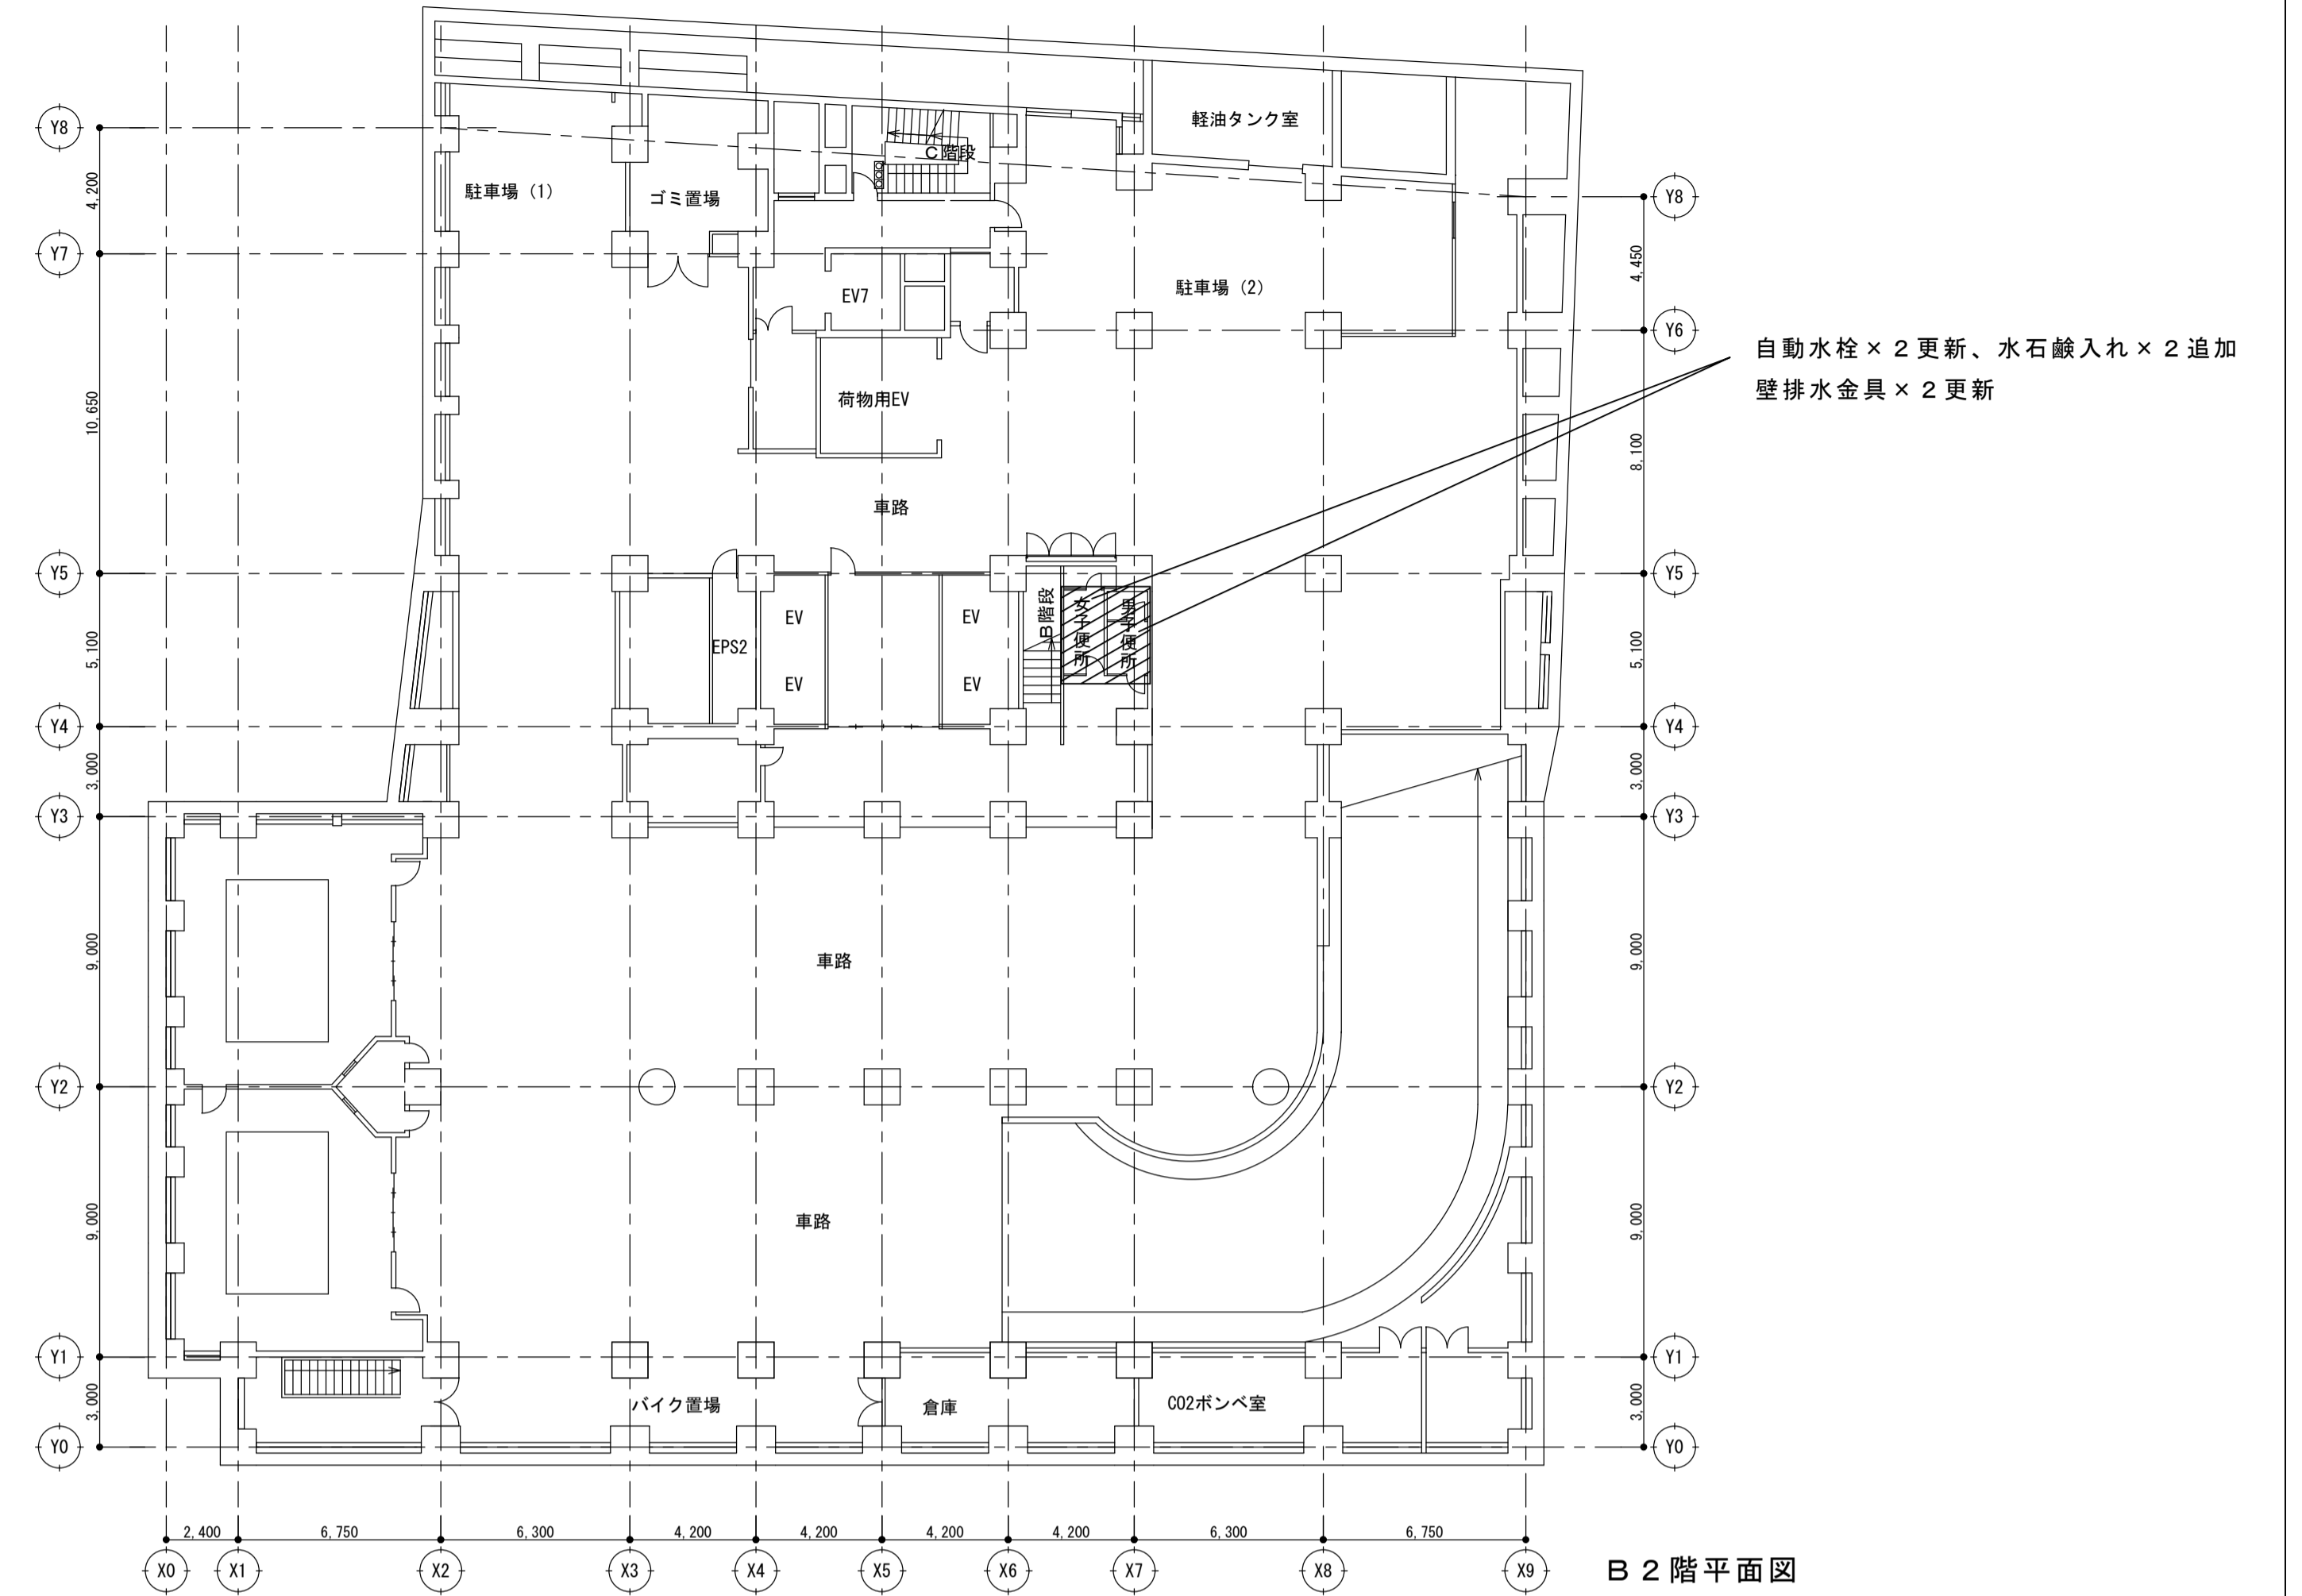 Y8
4,200
駐車場（1）
ゴミ置場
C階段
軽油タンク室
Y8
Y7
4,450
EV7
駐車場（2）
Y6
自動水栓×２更新、水石鹸入れ×２追加
壁排水金具×２更新
10,650
荷物用EV
8,100
車路
Y5
Y5
5,100
EPS2
EV
EV
EV
EV
B階段
女子便所
男子便所
5,100
Y4
Y4
3,000
3,000
Y3
Y3
9,000
車路
9,000
Y2
Y2
9,000
車路
9,000
Y1
Y1
3,000
バイク置場
倉庫
CO2ボンベ室
3,000
Y0
Y0
2,400
6,750
6,300
4,200
4,200
4,200
4,200
6,300
6,750
X0
X1
X2
X3
X4
X5
X6
X7
X8
X9
Ｂ２階平面図